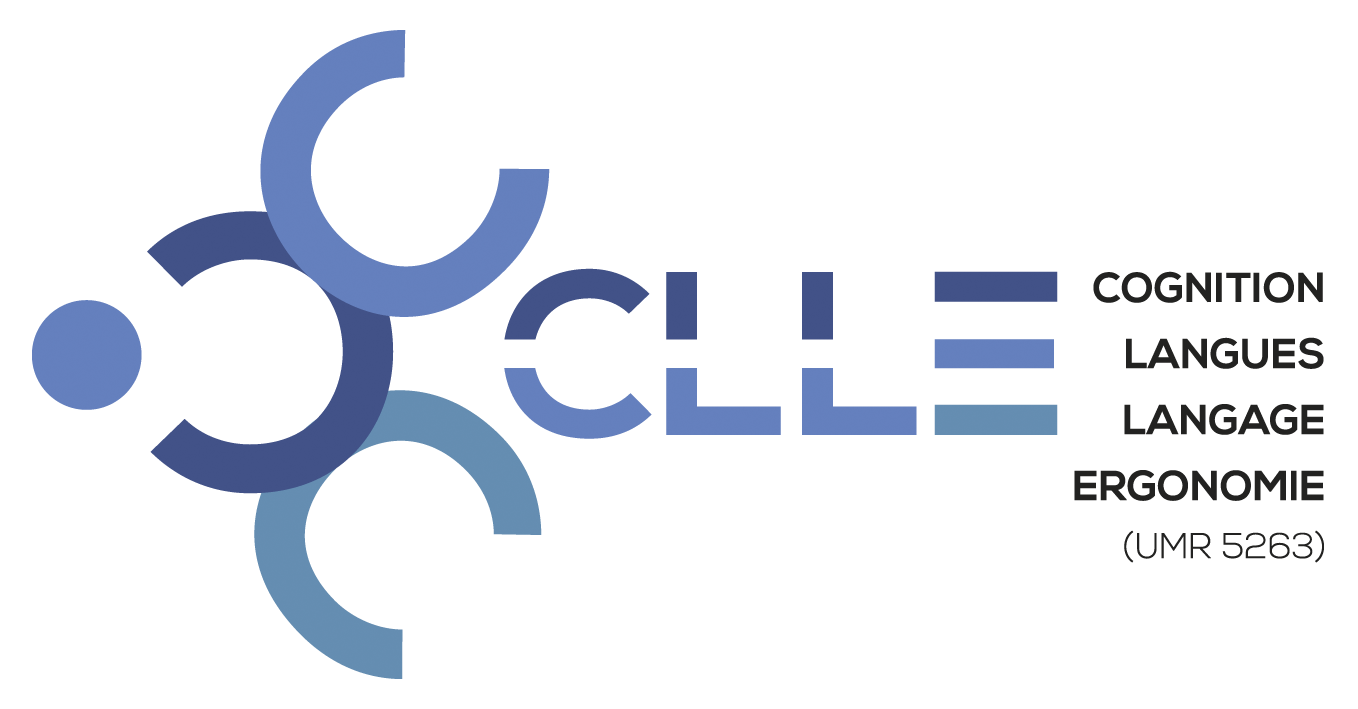 CLLE
COGNITION
LANGUES
LANGAGE
ERGONOMIE
(UMR 5263)